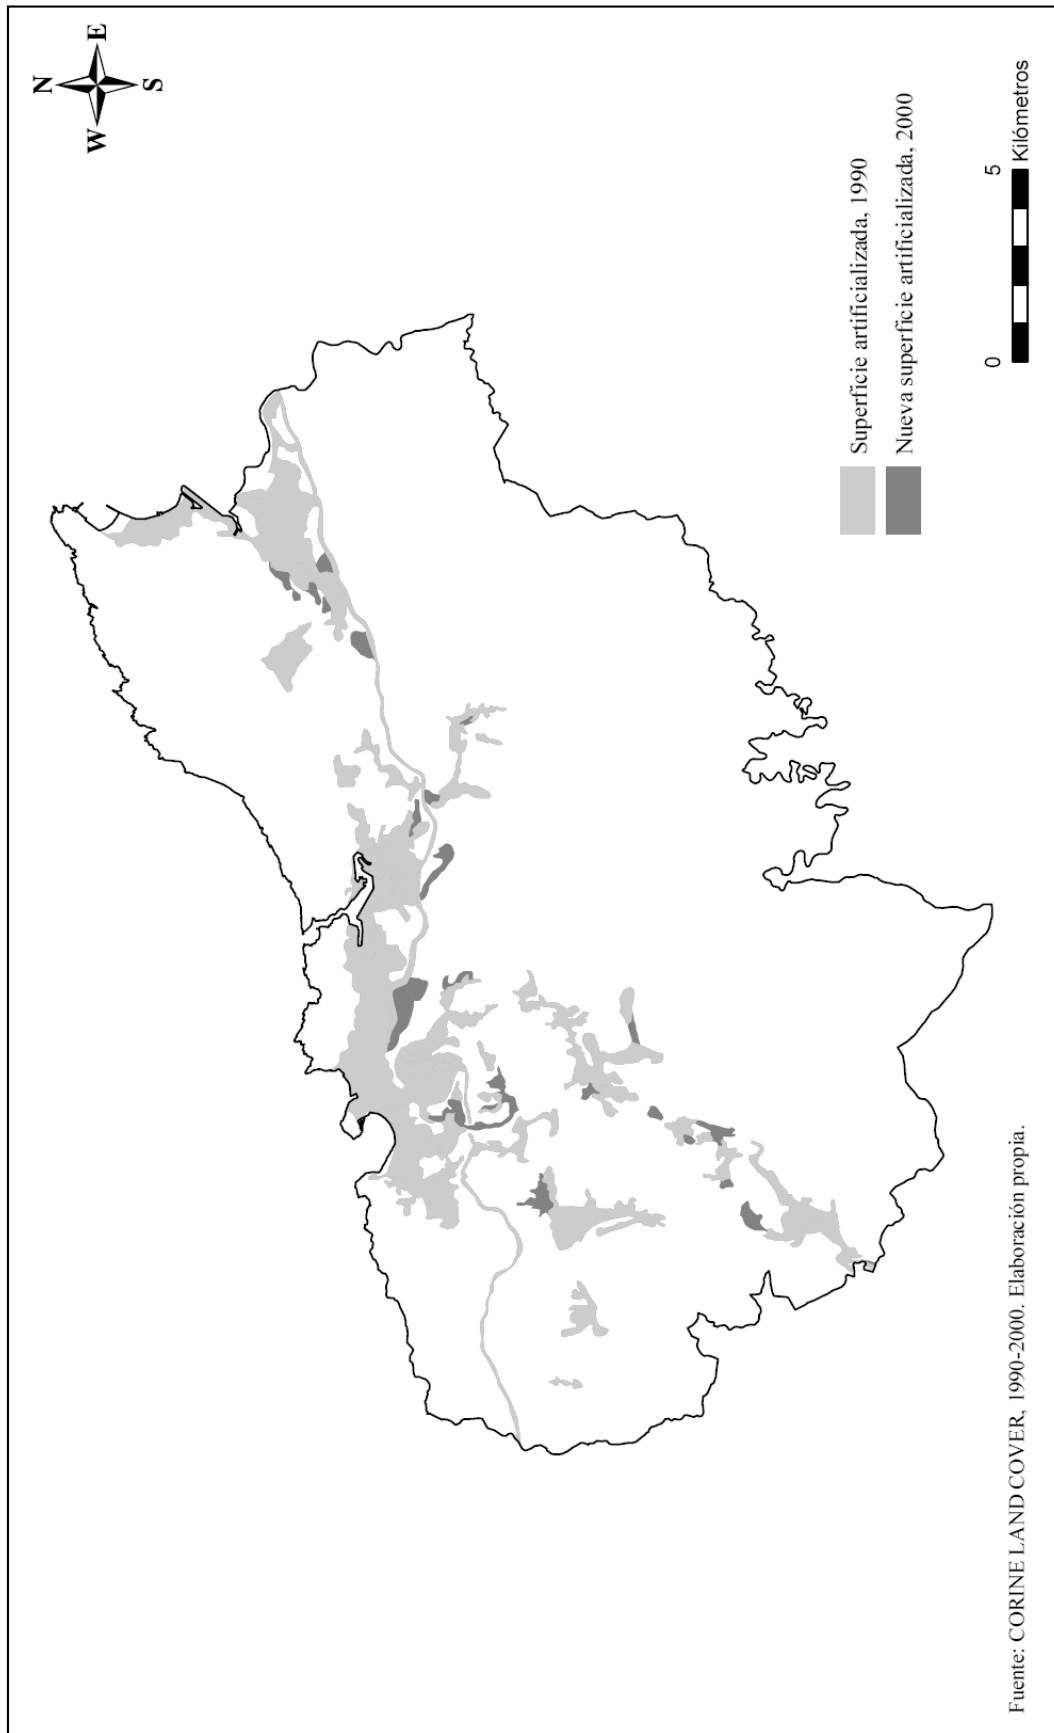 N
W E
S
Superficie artificializada, 1990
Nueva superficie artificializada, 2000
0 5
Kilómetros
Fuente: CORINE LAND COVER, 1990-2000. Elaboración propia.